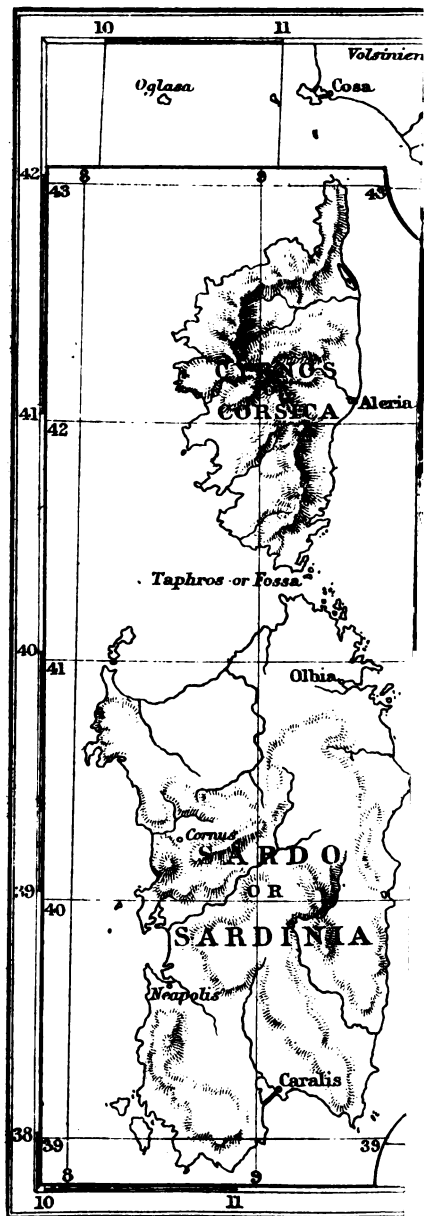 10 11
Volsinien
Oglasa
Cosa
42
8 9
43 43
CYRNOS
41
CORSICA
Aleria
42
Taphros or Fossa
40
41
Olbia
Cornus
SARDO
39
40
OR
SARDINIA
Neapolis
Caralis
38
39 39
8 9
10 11